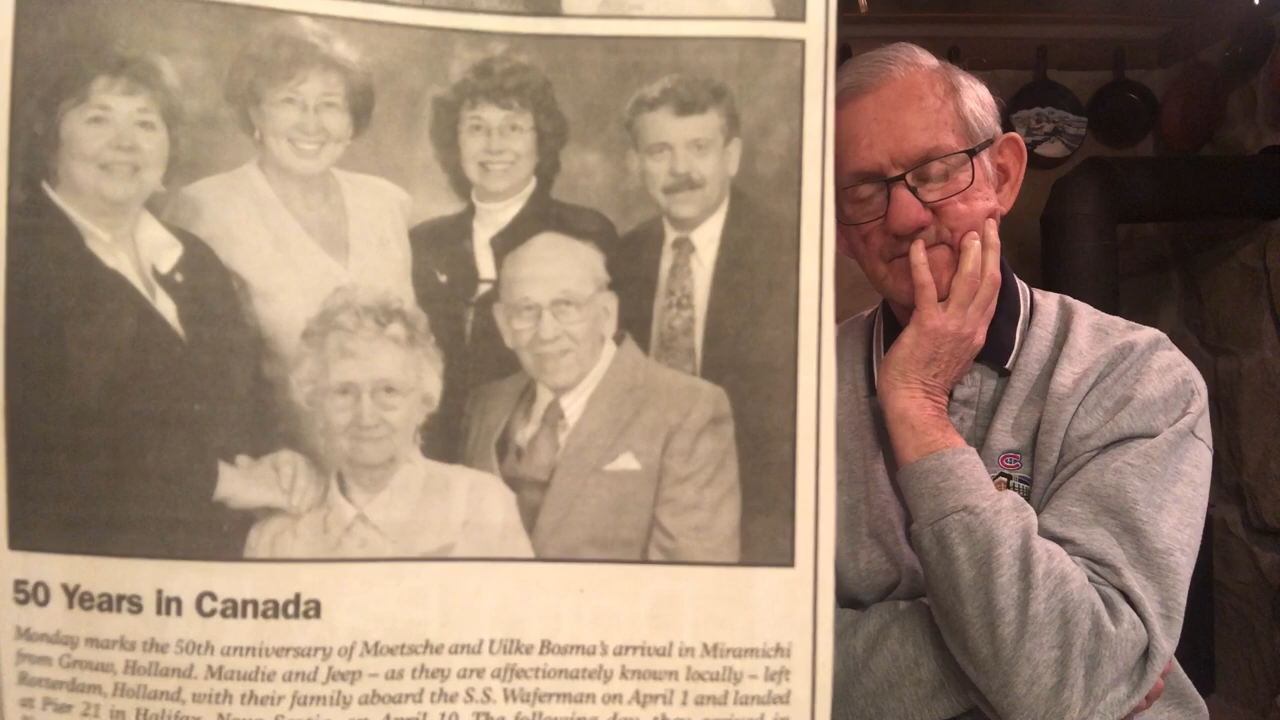 50 Years in Canada
Monday marks the 50th anniversary of Moetsche and Uilke Bosma's arrival in Miramichi
from Grouw, Holland. Maudie and Jeep – as they are affectionately known locally – left
Rotterdam, Holland, with their family aboard the S.S. Waferman on April 1 and landed
at Pier 21 in Halifax, Nova Scotia, on April 10. The following day, they arrived in